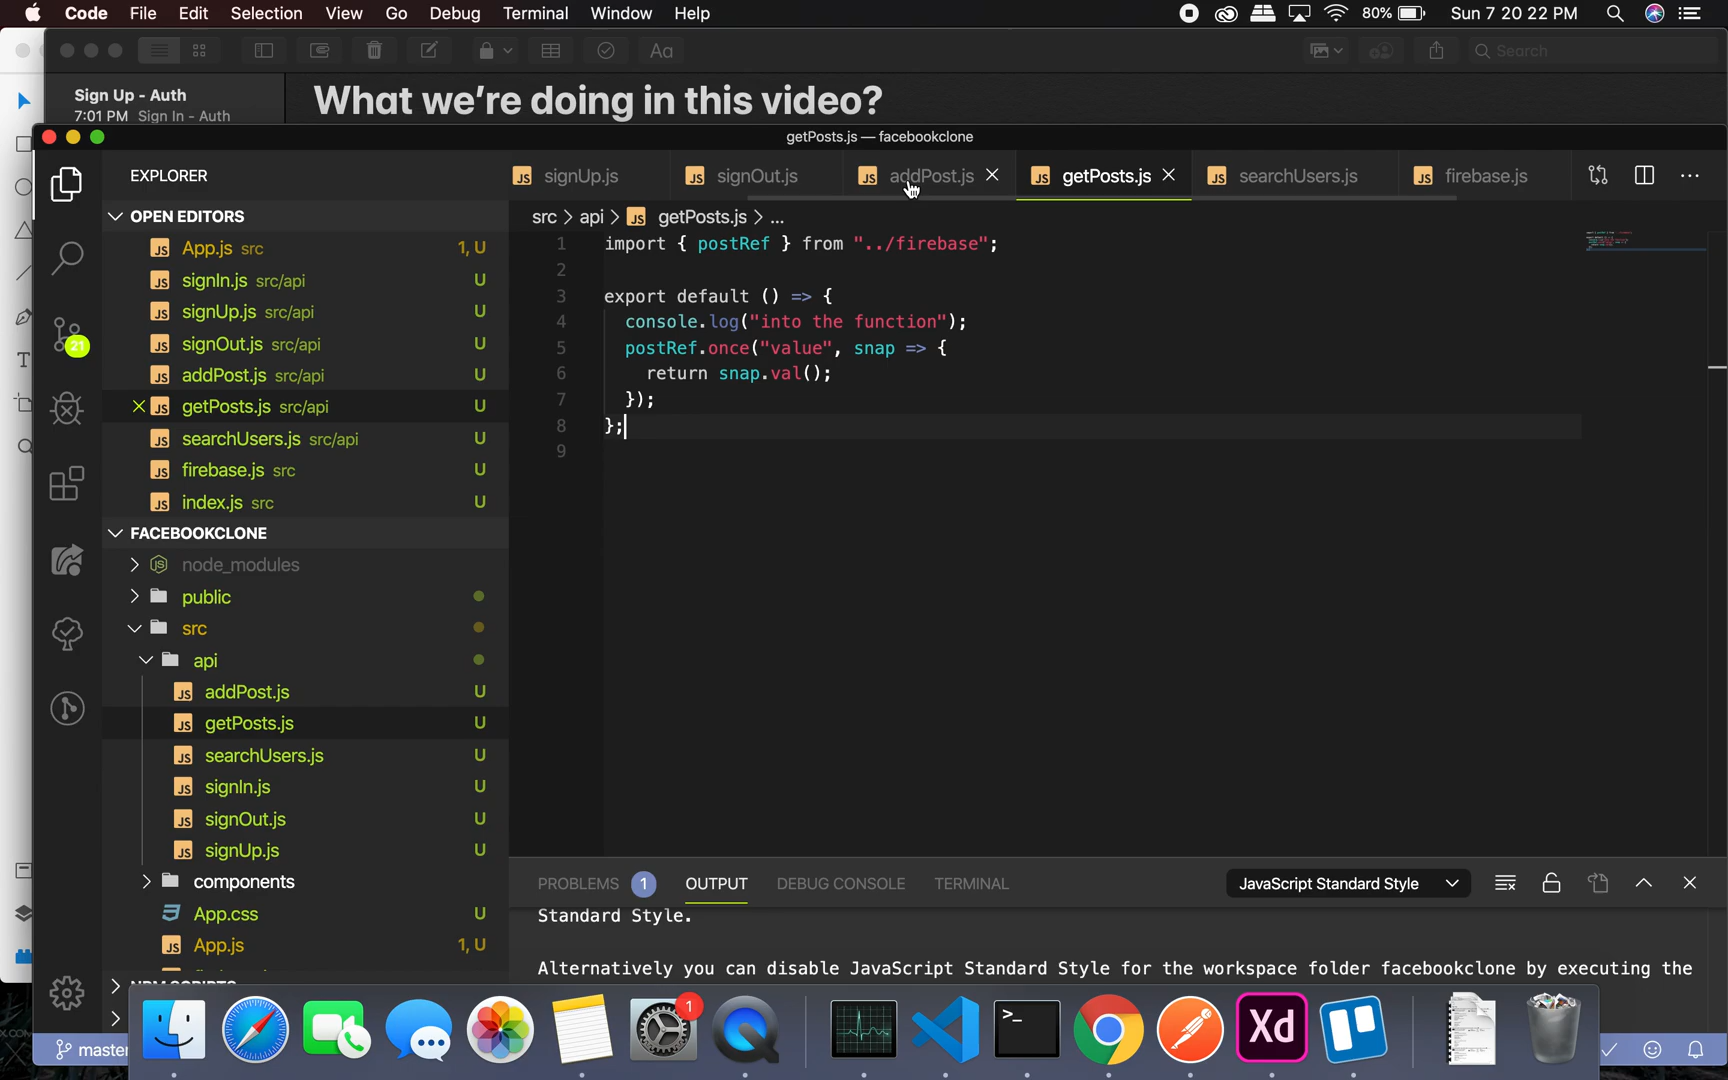 Code File Edit Selection View Go Debug Terminal Window Help 80% Sun 7 20 22 PM
Aa Search
Sign Up - Auth
7:01 PM Sign In - Auth
What we're doing in this video?
getPosts.js — facebookclone
EXPLORER
JS signUp.js JS signOut.js JS addPost.js JS getPosts.js JS searchUsers.js JS firebase.js
OPEN EDITORS
src > api > JS getPosts.js > ...
JS App.js src 1, U
JS signIn.js src/api U
JS signUp.js src/api U
JS signOut.js src/api U
JS addPost.js src/api U
JS getPosts.js src/api U
JS searchUsers.js src/api U
JS firebase.js src U
JS index.js src U
1 import { postRef } from "../firebase";
2
3 export default () => {
4 console.log("into the function");
5 postRef.once("value", snap => {
6 return snap.val();
7 });
8 };
9
FACEBOOKCLONE
JS node_modules
public
src
api
JS addPost.js U
JS getPosts.js U
JS searchUsers.js U
JS signIn.js U
JS signOut.js U
JS signUp.js U
components
App.css U
JS App.js 1, U
21
T
PROBLEMS 1 OUTPUT DEBUG CONSOLE TERMINAL JavaScript Standard Style
Standard Style.
Alternatively you can disable JavaScript Standard Style for the workspace folder facebookclone by executing the
master
1
>_
Xd